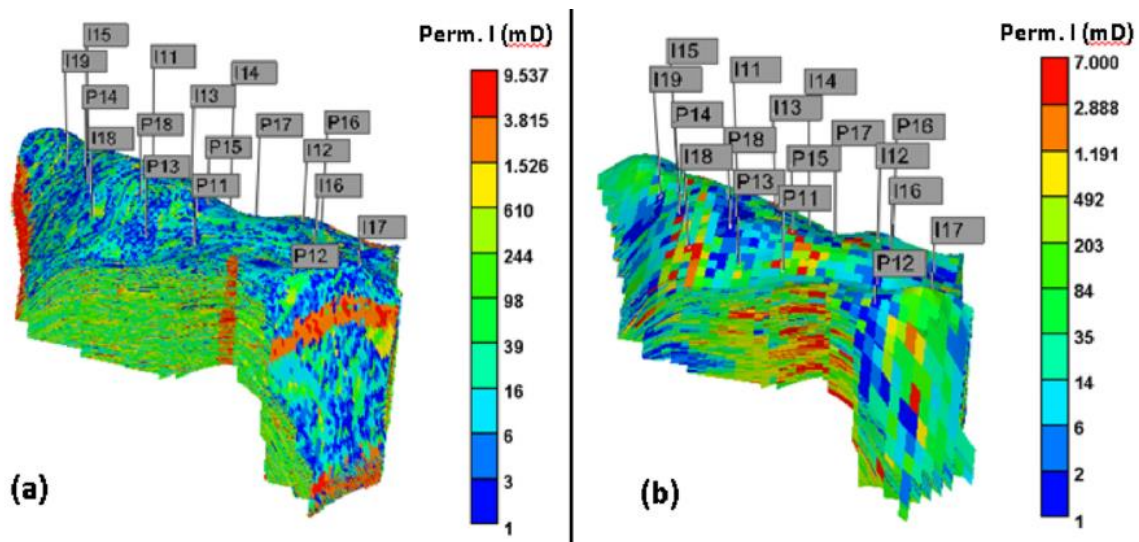 Perm. I (mD)
I15
I19
I11
I14
P14
I13
I18
P18
P17
P16
P13
P15
I12
P11
I16
I17
P12
9.537
3.815
1.526
610
244
98
39
16
6
3
1
(a)
Perm. I (mD)
I15
I19
I11
I14
P14
I13
I18
P18
P17
P16
P13
P15
I12
P11
I16
I17
P12
7.000
2.888
1.191
492
203
84
35
14
6
2
1
(b)